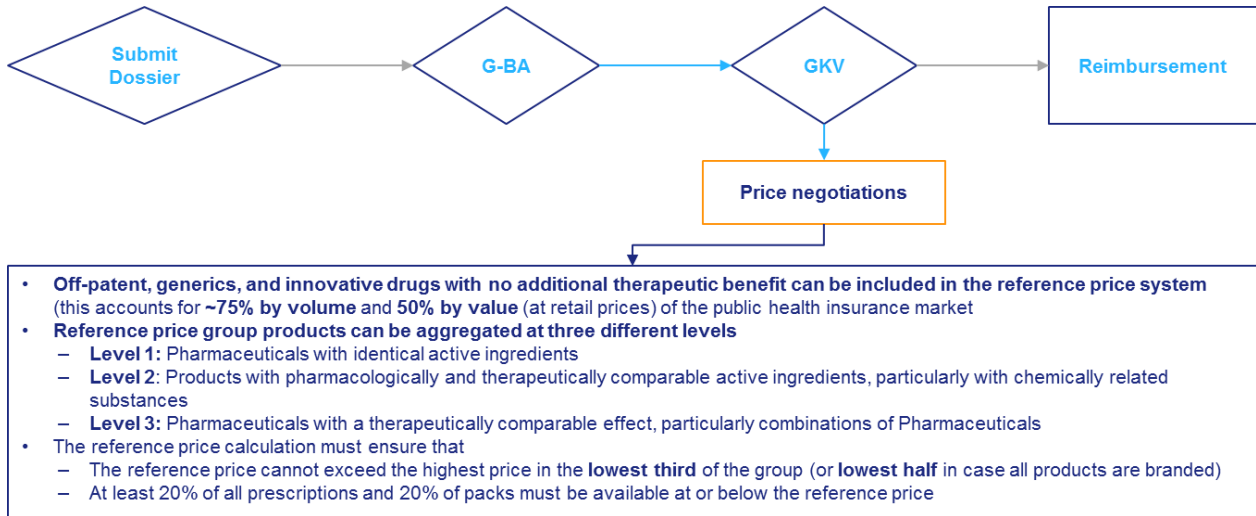 Submit
Dossier
G-BA
GKV
Reimbursement
Price negotiations
• Off-patent, generics, and innovative drugs with no additional therapeutic benefit can be included in the reference price system
(this accounts for ~75% by volume and 50% by value (at retail prices) of the public health insurance market
• Reference price group products can be aggregated at three different levels
– Level 1: Pharmaceuticals with identical active ingredients
– Level 2: Products with pharmacologically and therapeutically comparable active ingredients, particularly with chemically related
substances
– Level 3: Pharmaceuticals with a therapeutically comparable effect, particularly combinations of Pharmaceuticals
• The reference price calculation must ensure that
– The reference price cannot exceed the highest price in the lowest third of the group (or lowest half in case all products are branded)
– At least 20% of all prescriptions and 20% of packs must be available at or below the reference price